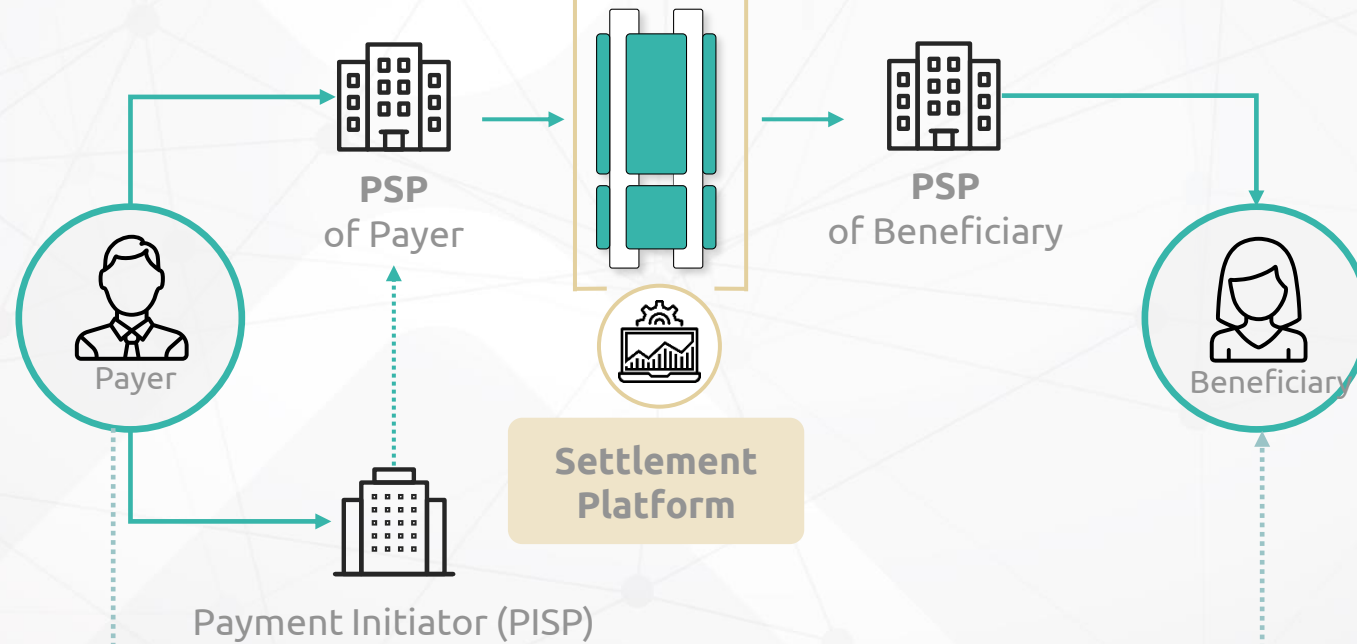 PSP
of Payer
PSP
of Beneficiary
Payer
Beneficiary
Settlement
Platform
Payment Initiator (PISP)